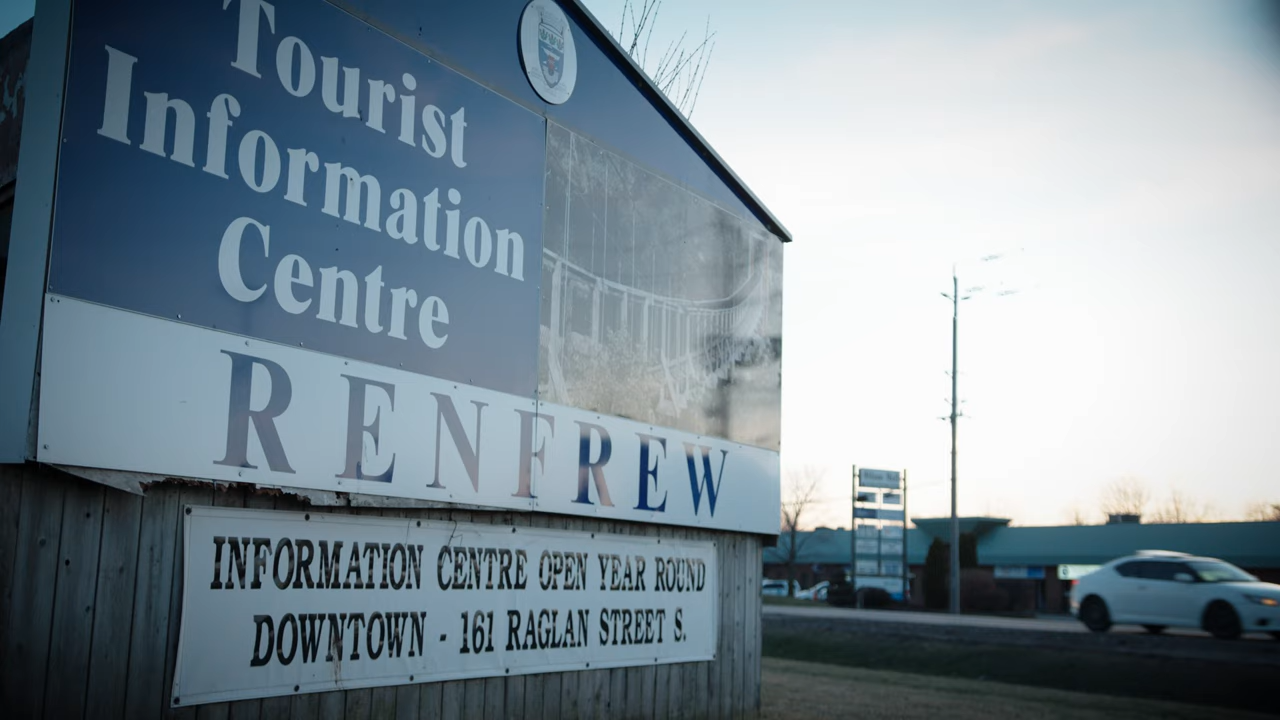 Tourist
Information
Centre
RENFREW
INFORMATION CENTRE OPEN YEAR ROUND
DOWNTOWN - 161 RAGLAN STREET S.